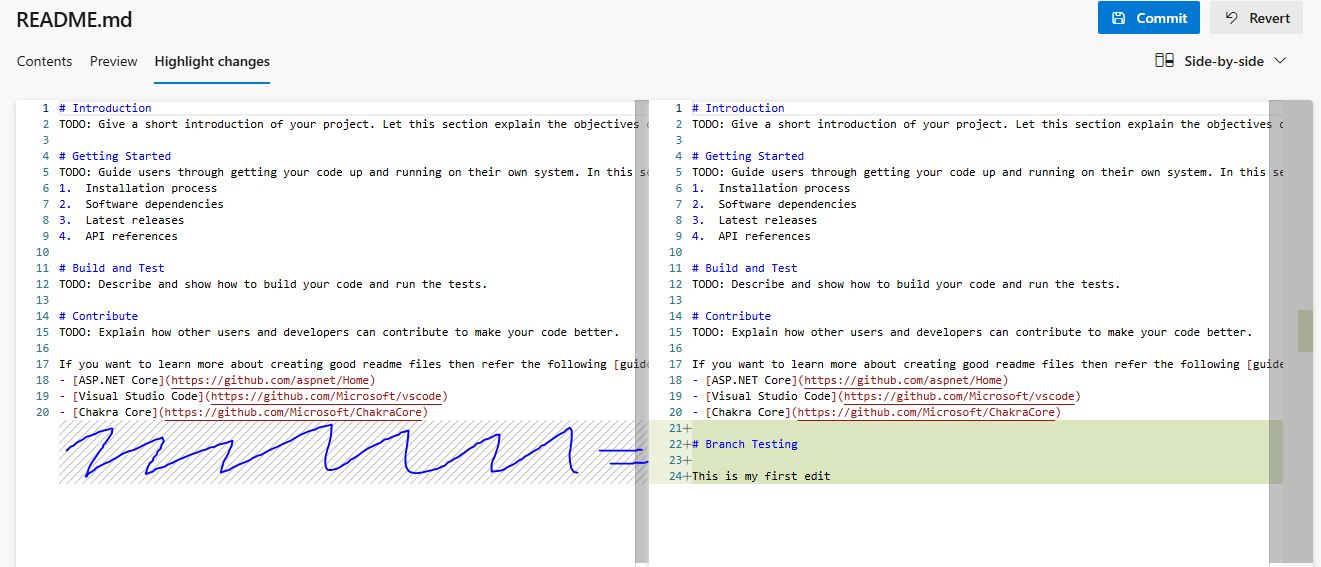 README.md
Commit
Revert
Contents Preview Highlight changes
Side-by-side
1 # Introduction
2 TODO: Give a short introduction of your project. Let this section explain the objectives
3
4 # Getting Started
5 TODO: Guide users through getting your code up and running on their own system. In this se
6 1. Installation process
7 2. Software dependencies
8 3. Latest releases
9 4. API references
10
11 # Build and Test
12 TODO: Describe and show how to build your code and run the tests.
13
14 # Contribute
15 TODO: Explain how other users and developers can contribute to make your code better.
16
17 If you want to learn more about creating good readme files then refer the following [guide
18 - [ASP.NET Core](https://github.com/aspnet/Home)
19 - [Visual Studio Code](https://github.com/Microsoft/vscode)
20 - [Chakra Core](https://github.com/Microsoft/ChakraCore)
1 # Introduction
2 TODO: Give a short introduction of your project. Let this section explain the objectives o
3
4 # Getting Started
5 TODO: Guide users through getting your code up and running on their own system. In this se
6 1. Installation process
7 2. Software dependencies
8 3. Latest releases
9 4. API references
10
11 # Build and Test
12 TODO: Describe and show how to build your code and run the tests.
13
14 # Contribute
15 TODO: Explain how other users and developers can contribute to make your code better.
16
17 If you want to learn more about creating good readme files then refer the following [guide
18 - [ASP.NET Core](https://github.com/aspnet/Home)
19 - [Visual Studio Code](https://github.com/Microsoft/vscode)
20 - [Chakra Core](https://github.com/Microsoft/ChakraCore)
21+
22+# Branch Testing
23+
24+This is my first edit